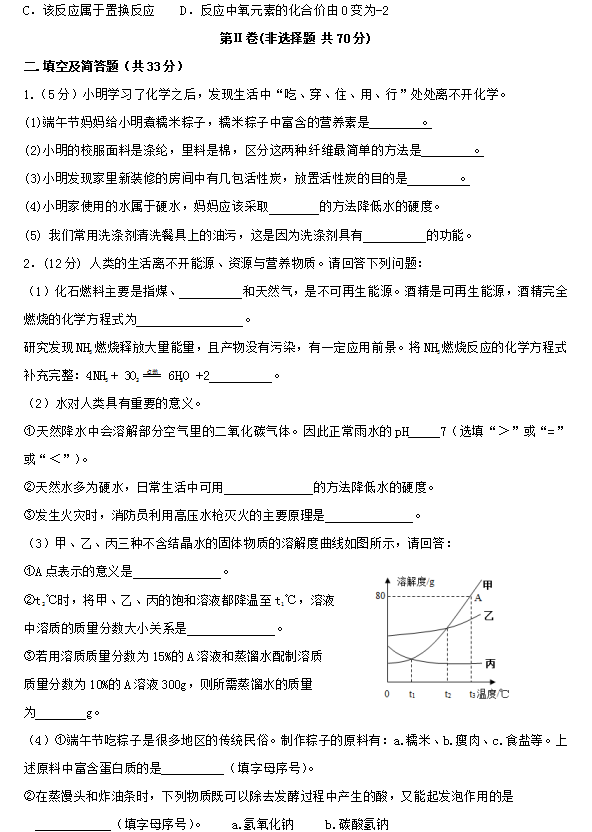 C. 该反应属于置换反应    D. 反应中氧元素的化合价由0变为-2
第Ⅱ卷(非选择题 共70分)
二.填空及简答题（共33分）
1.（5分）小明学习了化学之后，发现生活中“吃、穿、住、用、行”处处离不开化学。
(1)端午节妈妈给小明煮糯米粽子，糯米粽子中富含的营养素是________。
(2)小明的校服面料是涤纶，里料是棉，区分这两种纤维最简单的方法是________。
(3)小明发现家里新装修的房间中有几包活性炭，放置活性炭的目的是________。
(4)小明家使用的水属于硬水，妈妈应该采取________的方法降低水的硬度。
(5) 我们常用洗涤剂清洗餐具上的油污，这是因为洗涤剂具有__________的功能。
2. (12分) 人类的生活离不开能源、资源与营养物质。请回答下列问题：
（1）化石燃料主要是指煤、__________和天然气，是不可再生能源。酒精是可再生能源，酒精完全
燃烧的化学方程式为_________________。
研究发现NH₃燃烧释放大量能量，且产物没有污染，有一定应用前景。将NH₃燃烧反应的化学方程式
补充完整：4NH₃ + 3O₂ ══ 6H₂O +2__________。
点燃
（2）水对人类具有重要的意义。
①天然降水中会溶解部分空气里的二氧化碳气体。因此正常雨水的pH_____7（选填“＞”或“=”
或“＜”）。
②天然水多为硬水，日常生活中可用______________的方法降低水的硬度。
③发生火灾时，消防员利用高压水枪灭火的主要原理是______________。
（3）甲、乙、丙三种不含结晶水的固体物质的溶解度曲线如图所示，请回答：
①A点表示的意义是______________。
②t₂℃时，将甲、乙、丙的饱和溶液都降温至t₁℃，溶液
中溶质的质量分数大小关系是______________。
③若用溶质质量分数为15%的A溶液和蒸馏水配制溶质
质量分数为10%的A溶液300g，则所需蒸馏水的质量
为________g。
溶解度/g
甲
80
A
乙
丙
0 t₁ t₂ t₃ 温度/℃
（4）①端午节吃粽子是很多地区的传统民俗。制作粽子的原料有：a.糯米、b.瘦肉、c.食盐等。上
述原料中富含蛋白质的是__________（填字母序号）。
②在蒸馒头和炸油条时，下列物质既可以除去发酵过程中产生的酸，又能起发泡作用的是
____________（填字母序号）。    a.氢氧化钠    b.碳酸氢钠